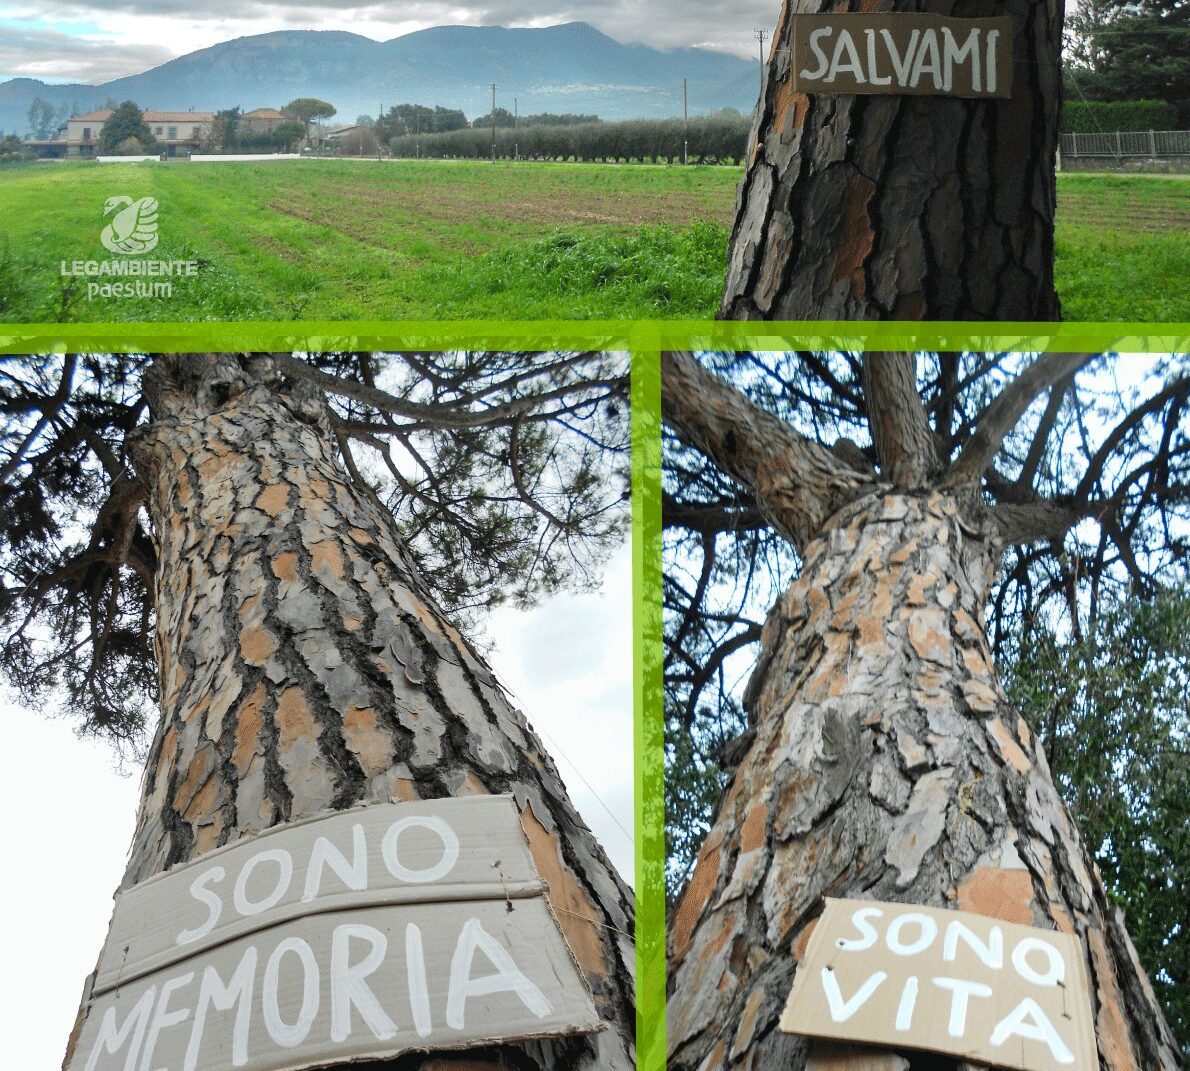 SALVAMI
LEGAMBIENTE
paestum
SONO
MEMORIA
SONO
VITA